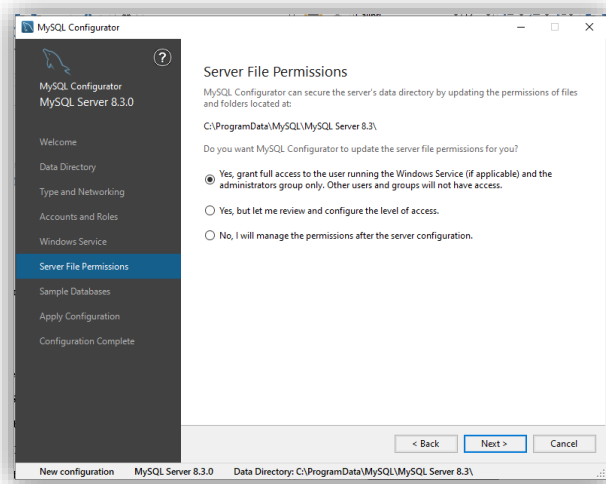 MySQL Configurator
?
MySQL Configurator
MySQL Server 8.3.0
Welcome
Data Directory
Type and Networking
Accounts and Roles
Windows Service
Server File Permissions
Sample Databases
Apply Configuration
Configuration Complete
Server File Permissions
MySQL Configurator can secure the server's data directory by updating the permissions of files
and folders located at:
C:\ProgramData\MySQL\MySQL Server 8.3\
Do you want MySQL Configurator to update the server file permissions for you?
Yes, grant full access to the user running the Windows Service (if applicable) and the
administrators group only. Other users and groups will not have access.
Yes, but let me review and configure the level of access.
No, I will manage the permissions after the server configuration.
< Back Next > Cancel
New configuration MySQL Server 8.3.0 Data Directory: C:\ProgramData\MySQL\MySQL Server 8.3\